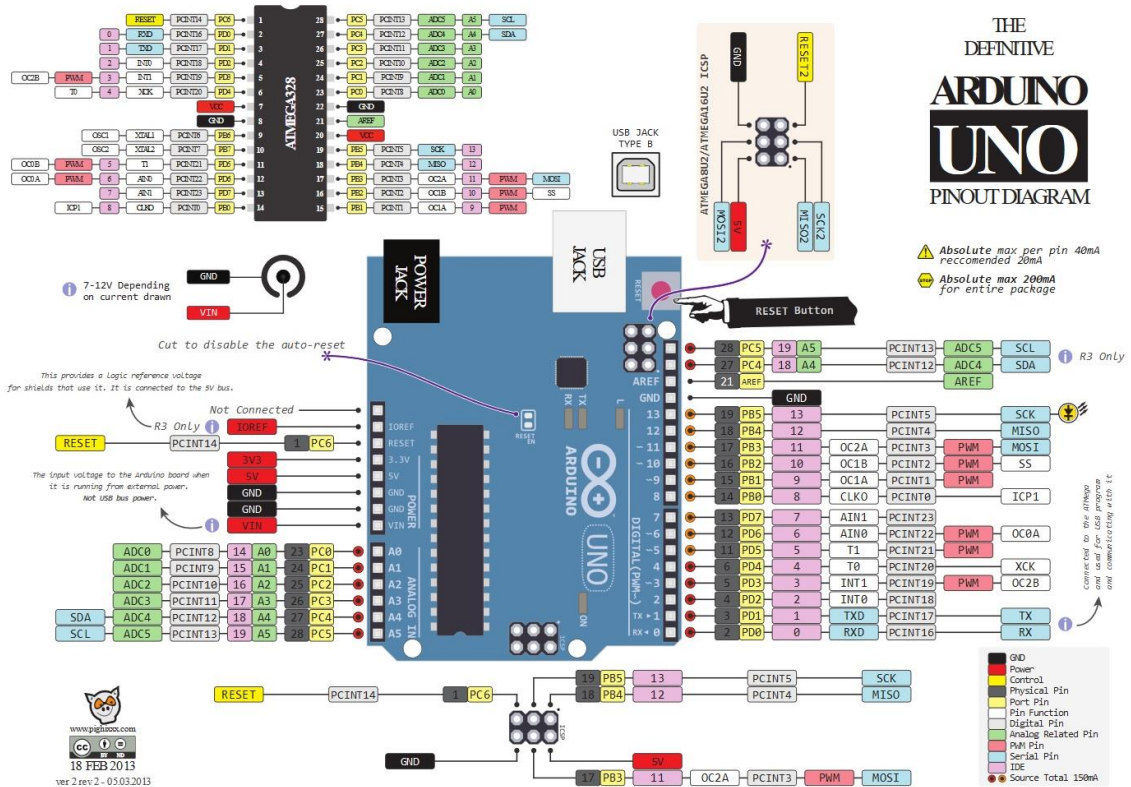 THE
DEFINITIVE
ARDUINO
UNO
PINOUT DIAGRAM
RESET PCINT14 PC6 1
0 RXD PCINT16 PD0 2
1 TXD PCINT17 PD1 3
2 INT0 PCINT18 PD2 4
OC2B PWM 3 INT1 PCINT19 PD3 5
T0 4 XCK PCINT20 PD4 6
VCC 7
GND 8
OSC1 XTAL1 PCINT6 PB6 9
OSC2 XTAL2 PCINT7 PB7 10
OC0B PWM 5 T1 PCINT21 PD5 11
OC0A PWM 6 AIN0 PCINT22 PD6 12
7 AIN1 PCINT23 PD7 13
ICP1 8 CLKO PCINT0 PB0 14
ATMEGA328
28 PC5 PCINT13 ADC5 A5 SCL
27 PC4 PCINT12 ADC4 A4 SDA
26 PC3 PCINT11 ADC3 A3
25 PC2 PCINT10 ADC2 A2
24 PC1 PCINT9 ADC1 A1
23 PC0 PCINT8 ADC0 A0
22 GND
21 AREF
20 VCC
19 PB5 PCINT5 SCK 13
18 PB4 PCINT4 MISO 12
17 PB3 PCINT3 OC2A 11 PWM MOSI
16 PB2 PCINT2 OC1B 10 PWM SS
15 PB1 PCINT1 OC1A 9 PWM
USB JACK
TYPE B
ATMEGA8U2/ATMEGA16U2 ICSP
GND
RESET2
MOSI2
5V
MISO2
SCK2
Absolute max per pin 40mA
reccomended 20mA
STOP
Absolute max 200mA
for entire package
GND
VIN
7-12V Depending
on current drawn
POWER
JACK
USB
JACK
RESET
RESET Button
Cut to disable the auto-reset
This provides a Logic reference voltage
for shields that use it. It is connected to the 5V bus.
Not Connected
R3 Only IOREF
RESET PCINT14 1 PC6
3V3
5V
GND
GND
VIN
The input voltage to the Arduino board when
it is running from external power.
Not USB bus power.
ADC0 PCINT8 14 A0 23 PC0
ADC1 PCINT9 15 A1 24 PC1
ADC2 PCINT10 16 A2 25 PC2
ADC3 PCINT11 17 A3 26 PC3
SDA ADC4 PCINT12 18 A4 27 PC4
SCL ADC5 PCINT13 19 A5 28 PC5
IOREF
RESET
3.3V
5V
GND
GND
VIN
POWER
A0
A1
A2
A3
A4
A5
ANALOG IN
RX
TX
L
RESET
EN
ARDUINO
UNO
ON
ICSP
AREF
GND
13
12
~11
~10
~9
8
7
~6
~5
4
~3
2
TX▸1
RX◂0
DIGITAL(PWM~)
28 PC5 19 A5 PCINT13 ADC5 SCL
27 PC4 18 A4 PCINT12 ADC4 SDA
R3 Only
21 AREF AREF
GND
19 PB5 13 PCINT5 SCK
18 PB4 12 PCINT4 MISO
17 PB3 11 OC2A PCINT3 PWM MOSI
16 PB2 10 OC1B PCINT2 PWM SS
15 PB1 9 OC1A PCINT1 PWM
14 PB0 8 CLKO PCINT0 ICP1
13 PD7 7 AIN1 PCINT23
12 PD6 6 AIN0 PCINT22 PWM OC0A
11 PD5 5 T1 PCINT21 PWM
6 PD4 4 T0 PCINT20 XCK
5 PD3 3 INT1 PCINT19 PWM OC2B
4 PD2 2 INT0 PCINT18
3 PD1 1 TXD PCINT17 TX
2 PD0 0 RXD PCINT16 RX
Connected to the ATMega
and used for USB program
and communicating with it
RESET PCINT14 1 PC6
GND
ICSP
19 PB5 13 PCINT5 SCK
18 PB4 12 PCINT4 MISO
5V
17 PB3 11 OC2A PCINT3 PWM MOSI
GND
Power
Control
Physical Pin
Port Pin
Pin Function
Digital Pin
Analog Related Pin
PWM Pin
Serial Pin
IDE
Source Total 150mA
www.pighixxx.com
cc BY ND
18 FEB 2013
ver 2 rev 2 - 05.03.2013